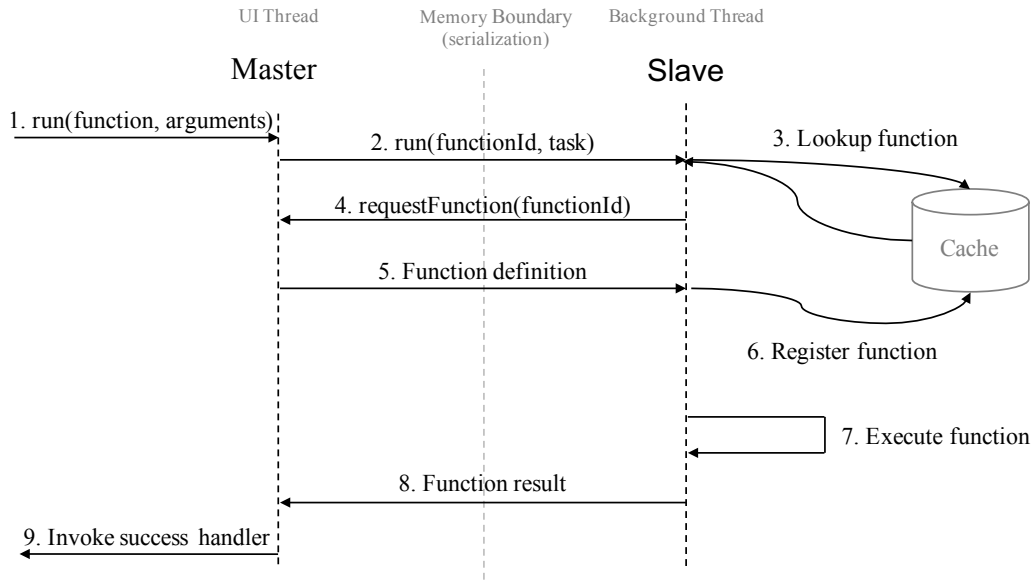 UI Thread
Memory Boundary
(serialization)
Background Thread
Master
Slave
1. run(function, arguments)
2. run(functionId, task)
3. Lookup function
4. requestFunction(functionId)
Cache
5. Function definition
6. Register function
7. Execute function
8. Function result
9. Invoke success handler